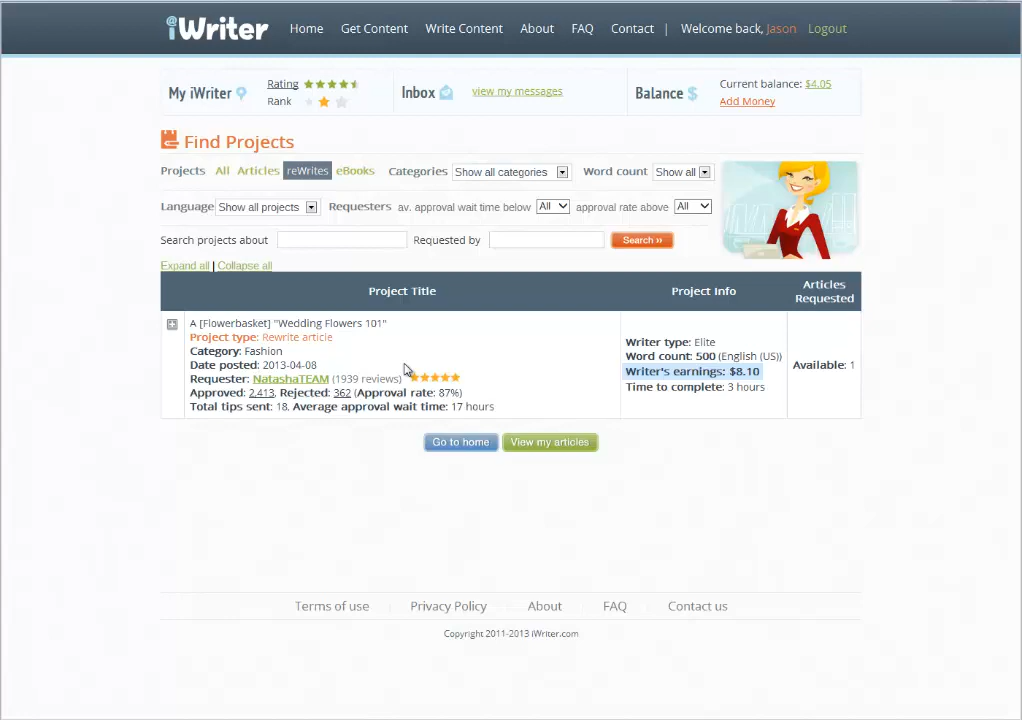 iWriter Home Get Content Write Content About FAQ Contact | Welcome back, Jason Logout
My iWriter Rating Inbox view my messages Balance $ Current balance: $4.05
Rank Add Money
Find Projects
Projects All Articles reWrites eBooks Categories Show all categories Word count Show all
Language Show all projects Requesters av. approval wait time below All approval rate above All
Search projects about Requested by Search »
Expand all | Collapse all
Project Title Project Info Articles Requested
A [Flowerbasket] "Wedding Flowers 101"
Project type: Rewrite article
Category: Fashion
Date posted: 2013-04-08
Requester: NatashaTEAM (1939 reviews)
Approved: 2,413, Rejected: 362 (Approval rate: 87%)
Total tips sent: 18, Average approval wait time: 17 hours
Writer type: Elite
Word count: 500 (English (US))
Writer's earnings: $8.10
Time to complete: 3 hours
Available: 1
Go to home View my articles
Terms of use Privacy Policy About FAQ Contact us
Copyright 2011-2013 iWriter.com